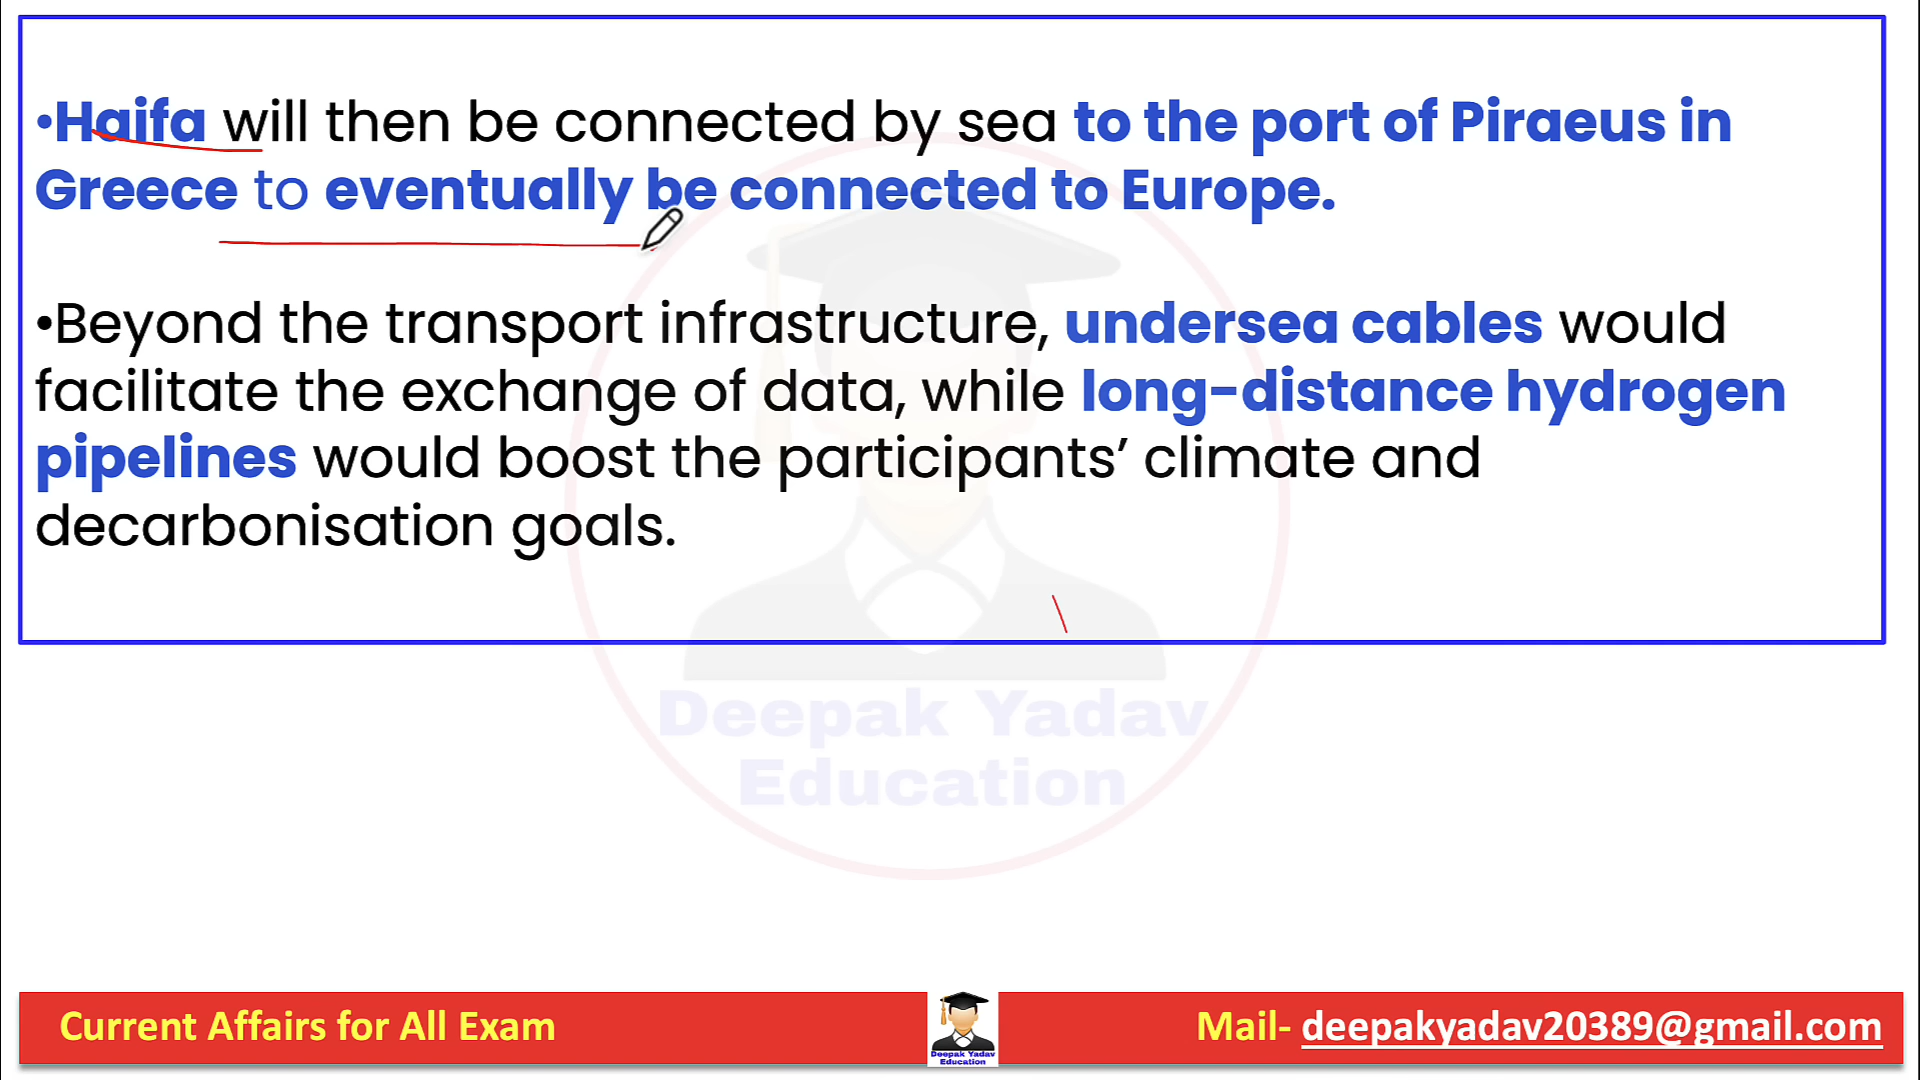 •Haifa will then be connected by sea to the port of Piraeus in
Greece to eventually be connected to Europe.
•Beyond the transport infrastructure, undersea cables would
facilitate the exchange of data, while long-distance hydrogen
pipelines would boost the participants’ climate and
decarbonisation goals.
Deepak Yadav
Education
Current Affairs for All Exam
Deepak Yadav
Education
Mail- deepakyadav20389@gmail.com